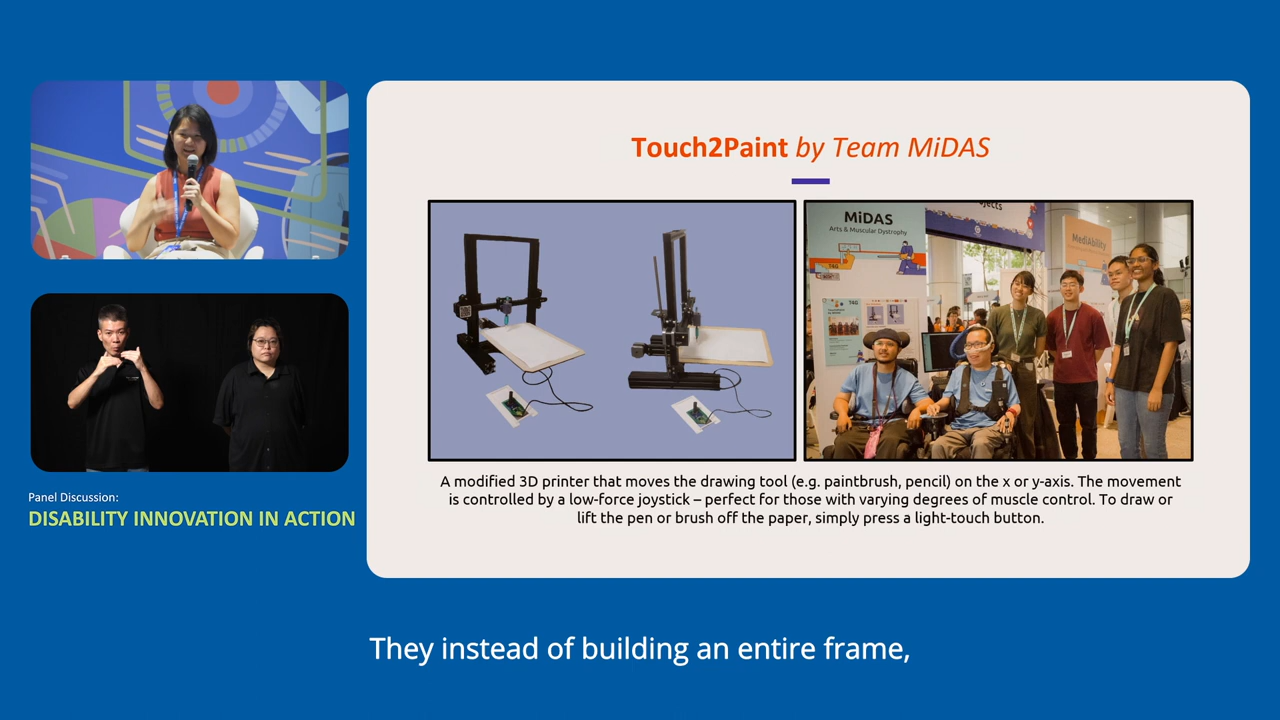 Touch2Paint by Team MiDAS
MiDAS
Arts & Muscular Dystrophy
MediAbility
A modified 3D printer that moves the drawing tool (e.g. paintbrush, pencil) on the x or y-axis. The movement
is controlled by a low-force joystick – perfect for those with varying degrees of muscle control. To draw or
lift the pen or brush off the paper, simply press a light-touch button.
Panel Discussion:
DISABILITY INNOVATION IN ACTION
They instead of building an entire frame,